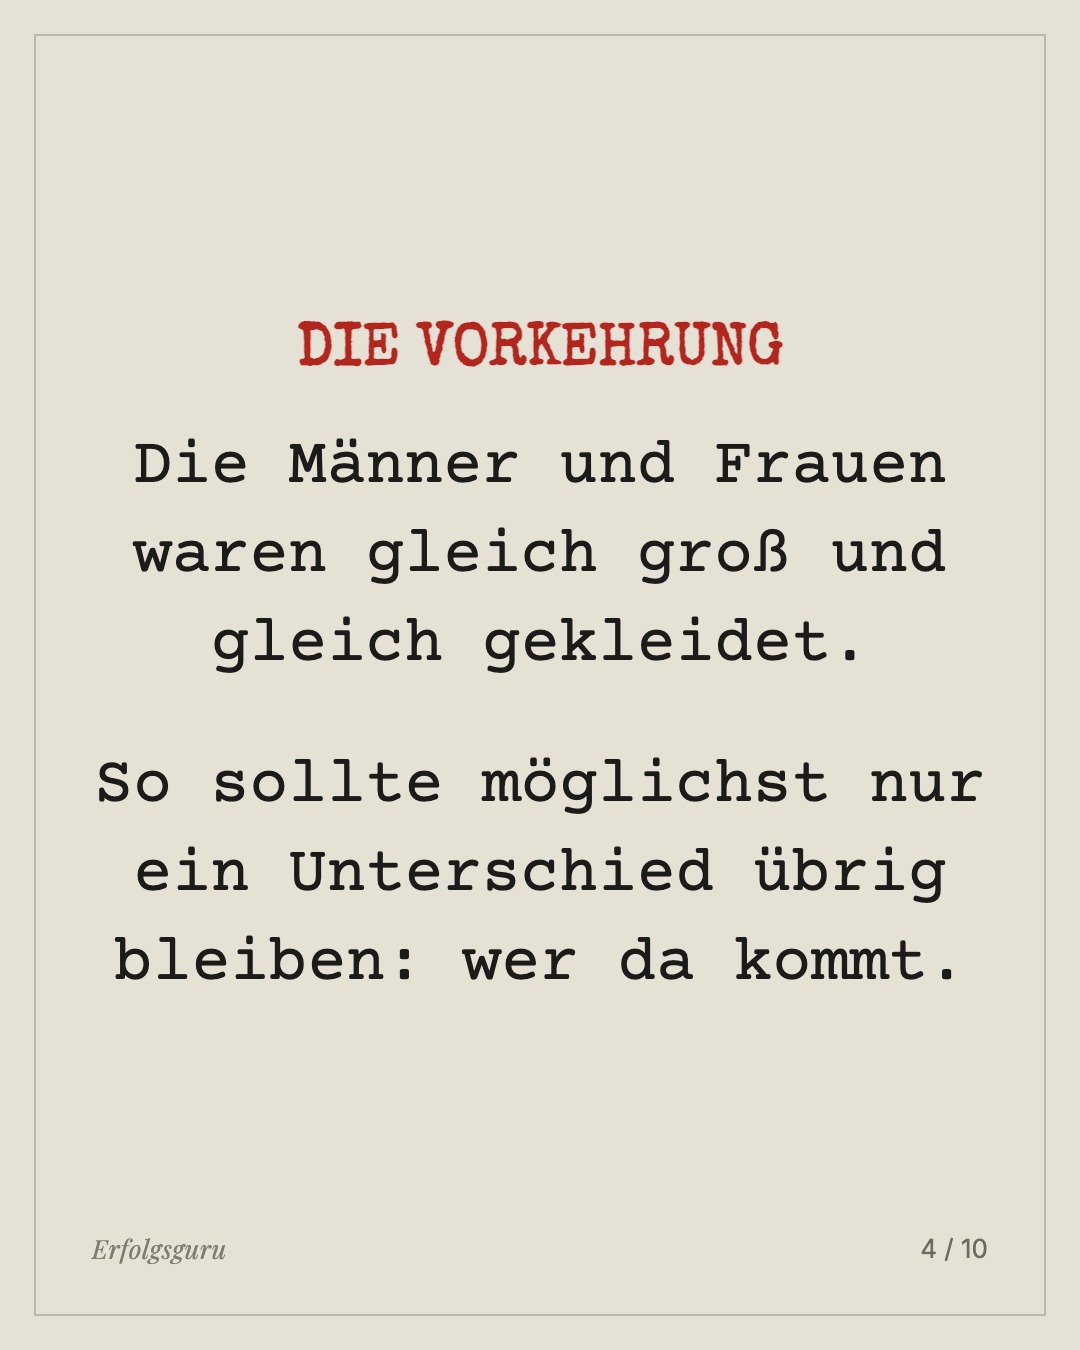 DIE VORKEHRUNG
Die Männer und Frauen
waren gleich groß und
gleich gekleidet.
So sollte möglichst nur
ein Unterschied übrig
bleiben: wer da kommt.
Erfolgsguru
4 / 10